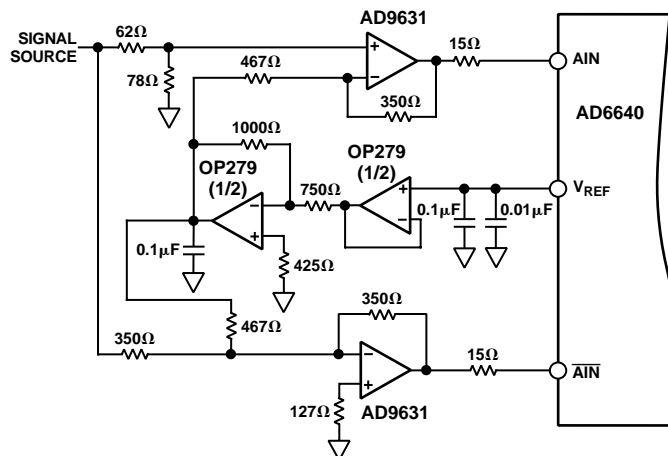 AD9631
SIGNAL
SOURCE
62Ω
78Ω
467Ω
15Ω
AIN
350Ω
AD6640
1000Ω
OP279
(1/2)
OP279
(1/2)
750Ω
VREF
0.1µF
0.01µF
0.1µF
425Ω
467Ω
350Ω
350Ω
15Ω
AIN
127Ω
AD9631